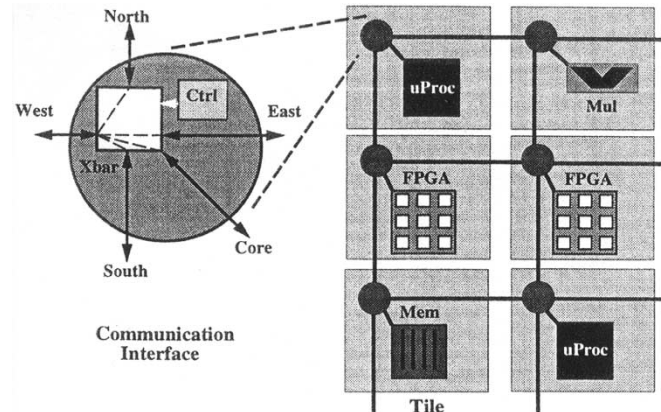 North
Ctrl
West
East
Xbar
Core
South
Communication
Interface
uProc
Mul
FPGA
FPGA
Mem
uProc
Tile